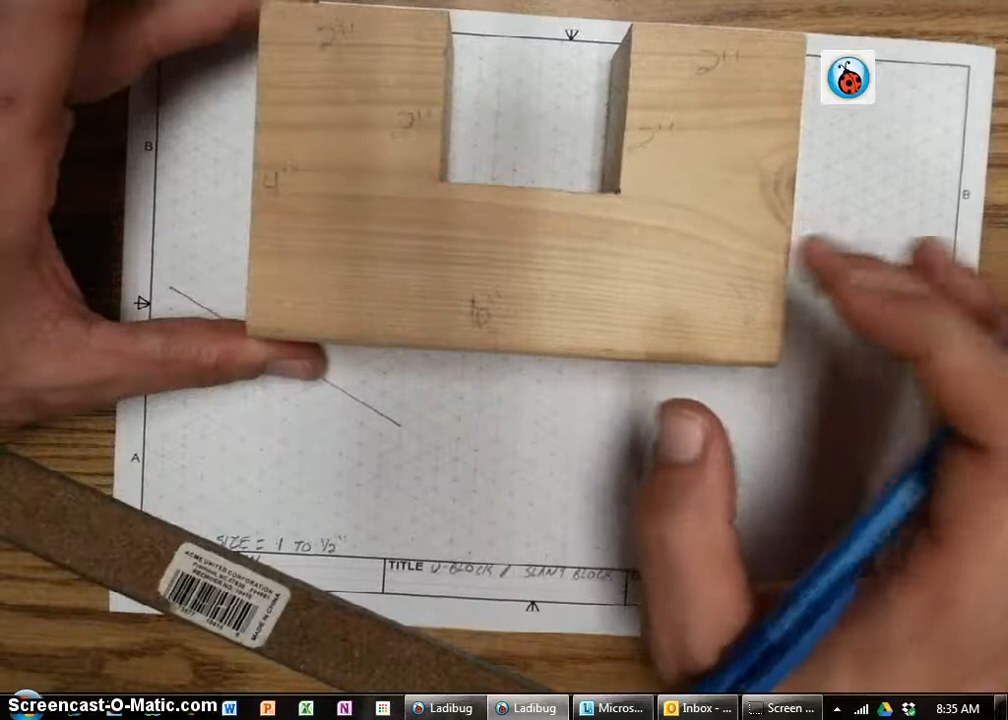 2"
2"
2"
2"
4"
6"
B
B
A
SIZE = 1 TO 1/2"
TITLE U-BLOCK / SLANT BLOCK
ACME UNITED CORPORATION
MADE IN CHINA
Screencast-O-Matic.com
Ladibug
Ladibug
Micros...
Inbox - ...
Screen ...
8:35 AM